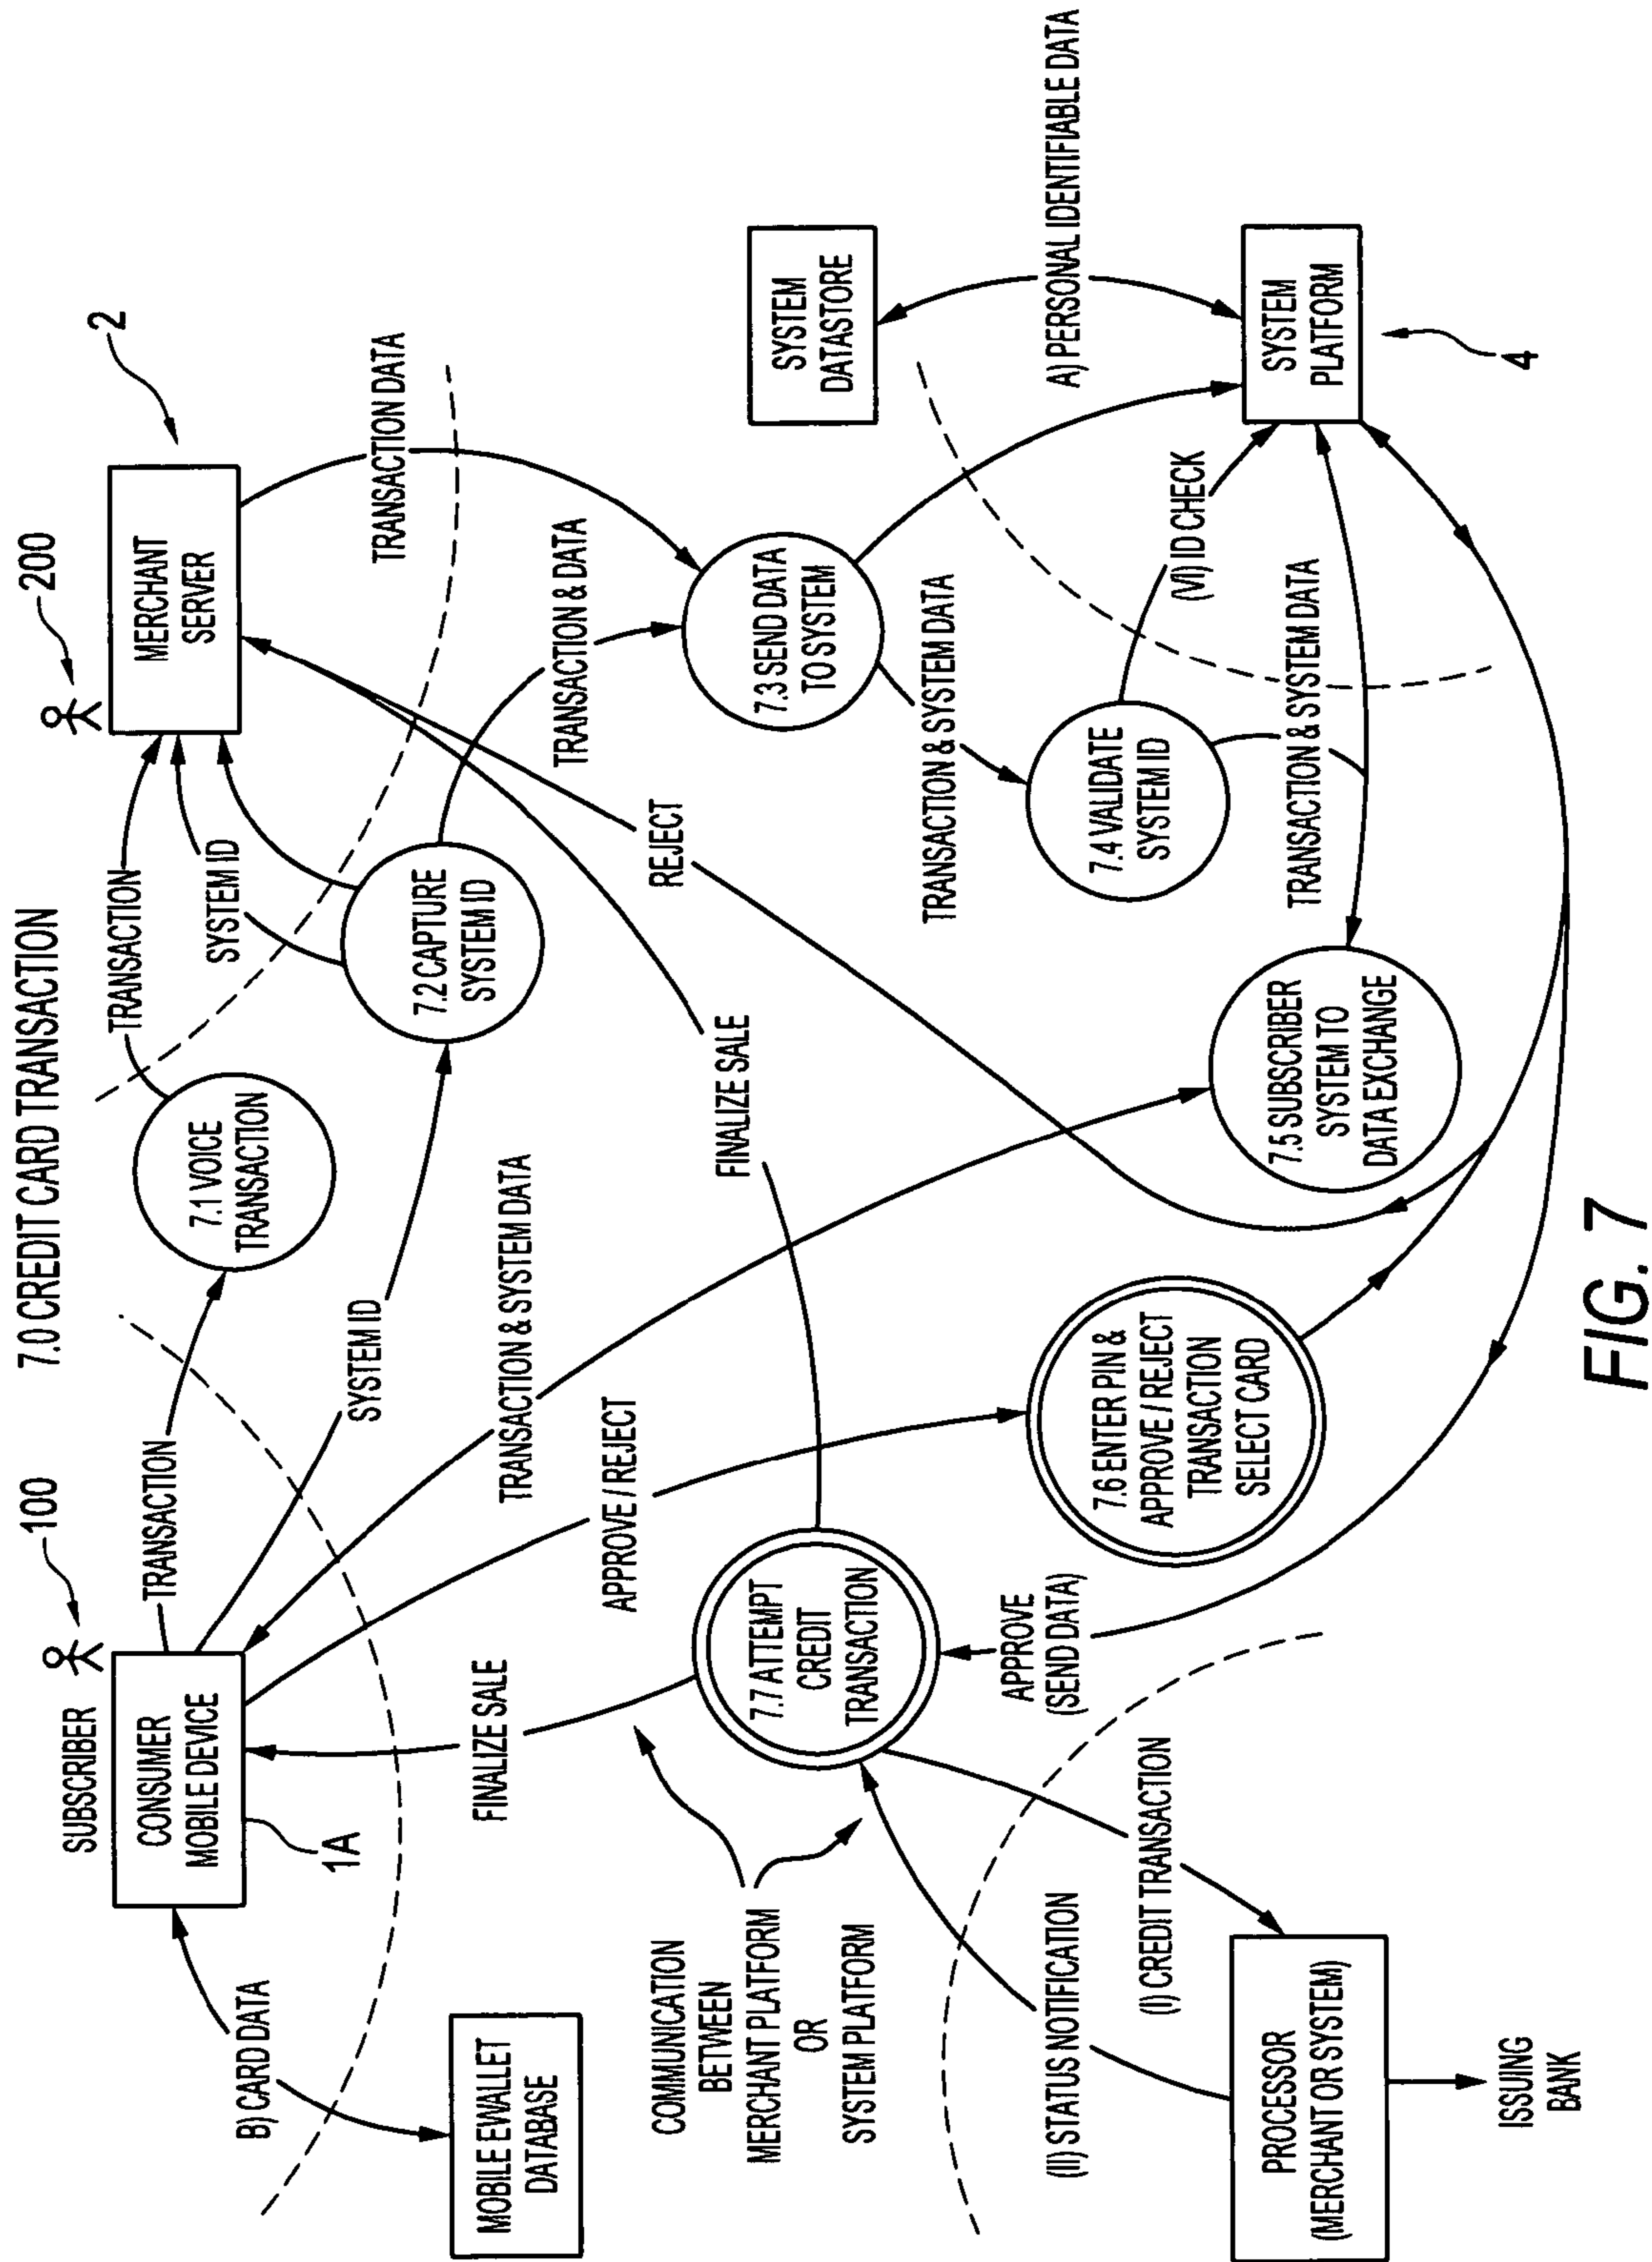 7.0 CREDIT CARD TRANSACTION
SUBSCRIBER
100
CONSUMER
MOBILE DEVICE
1A
B) CARD DATA
MOBILE EWALLET
DATABASE
TRANSACTION
7.1 VOICE
TRANSACTION
TRANSACTION
200
MERCHANT
SERVER
2
SYSTEM ID
7.2 CAPTURE
SYSTEM ID
SYSTEM ID
TRANSACTION DATA
TRANSACTION & DATA
7.3 SEND DATA
TO SYSTEM
TRANSACTION & SYSTEM DATA
APPROVE / REJECT
FINALIZE SALE
FINALIZE SALE
REJECT
SYSTEM
DATASTORE
A) PERSONAL IDENTIFIABLE DATA
TRANSACTION & SYSTEM DATA
7.4 VALIDATE
SYSTEM ID
(VI) ID CHECK
SYSTEM
PLATFORM
4
TRANSACTION & SYSTEM DATA
7.5 SUBSCRIBER
SYSTEM TO
DATA EXCHANGE
7.6 ENTER PIN &
APPROVE / REJECT
TRANSACTION
SELECT CARD
7.7 ATTEMPT
CREDIT
TRANSACTION
APPROVE
(SEND DATA)
COMMUNICATION
BETWEEN
MERCHANT PLATFORM
OR
SYSTEM PLATFORM
(II) STATUS NOTIFICATION
(I) CREDIT TRANSACTION
PROCESSOR
(MERCHANT OR SYSTEM)
ISSUING
BANK
FIG. 7